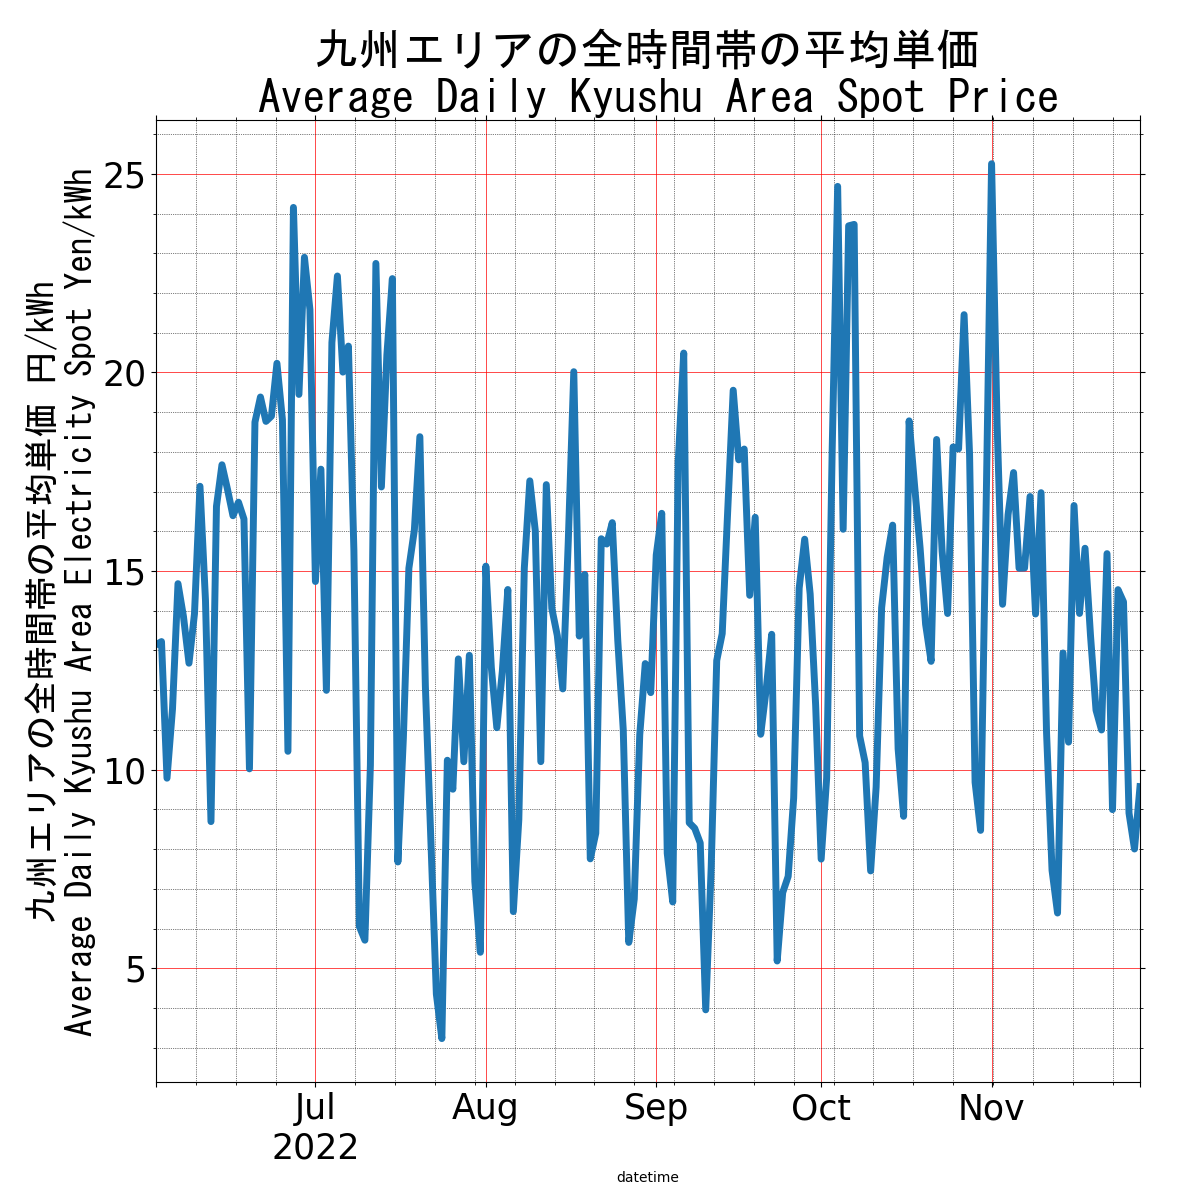 九州エリアの全時間帯の平均単価
Average Daily Kyushu Area Spot Price
九州エリアの全時間帯の平均単価 円/kWh
Average Daily Kyushu Area Electricity Spot Yen/kWh
25
20
15
10
5
Jul
2022
Aug
Sep
Oct
Nov
datetime